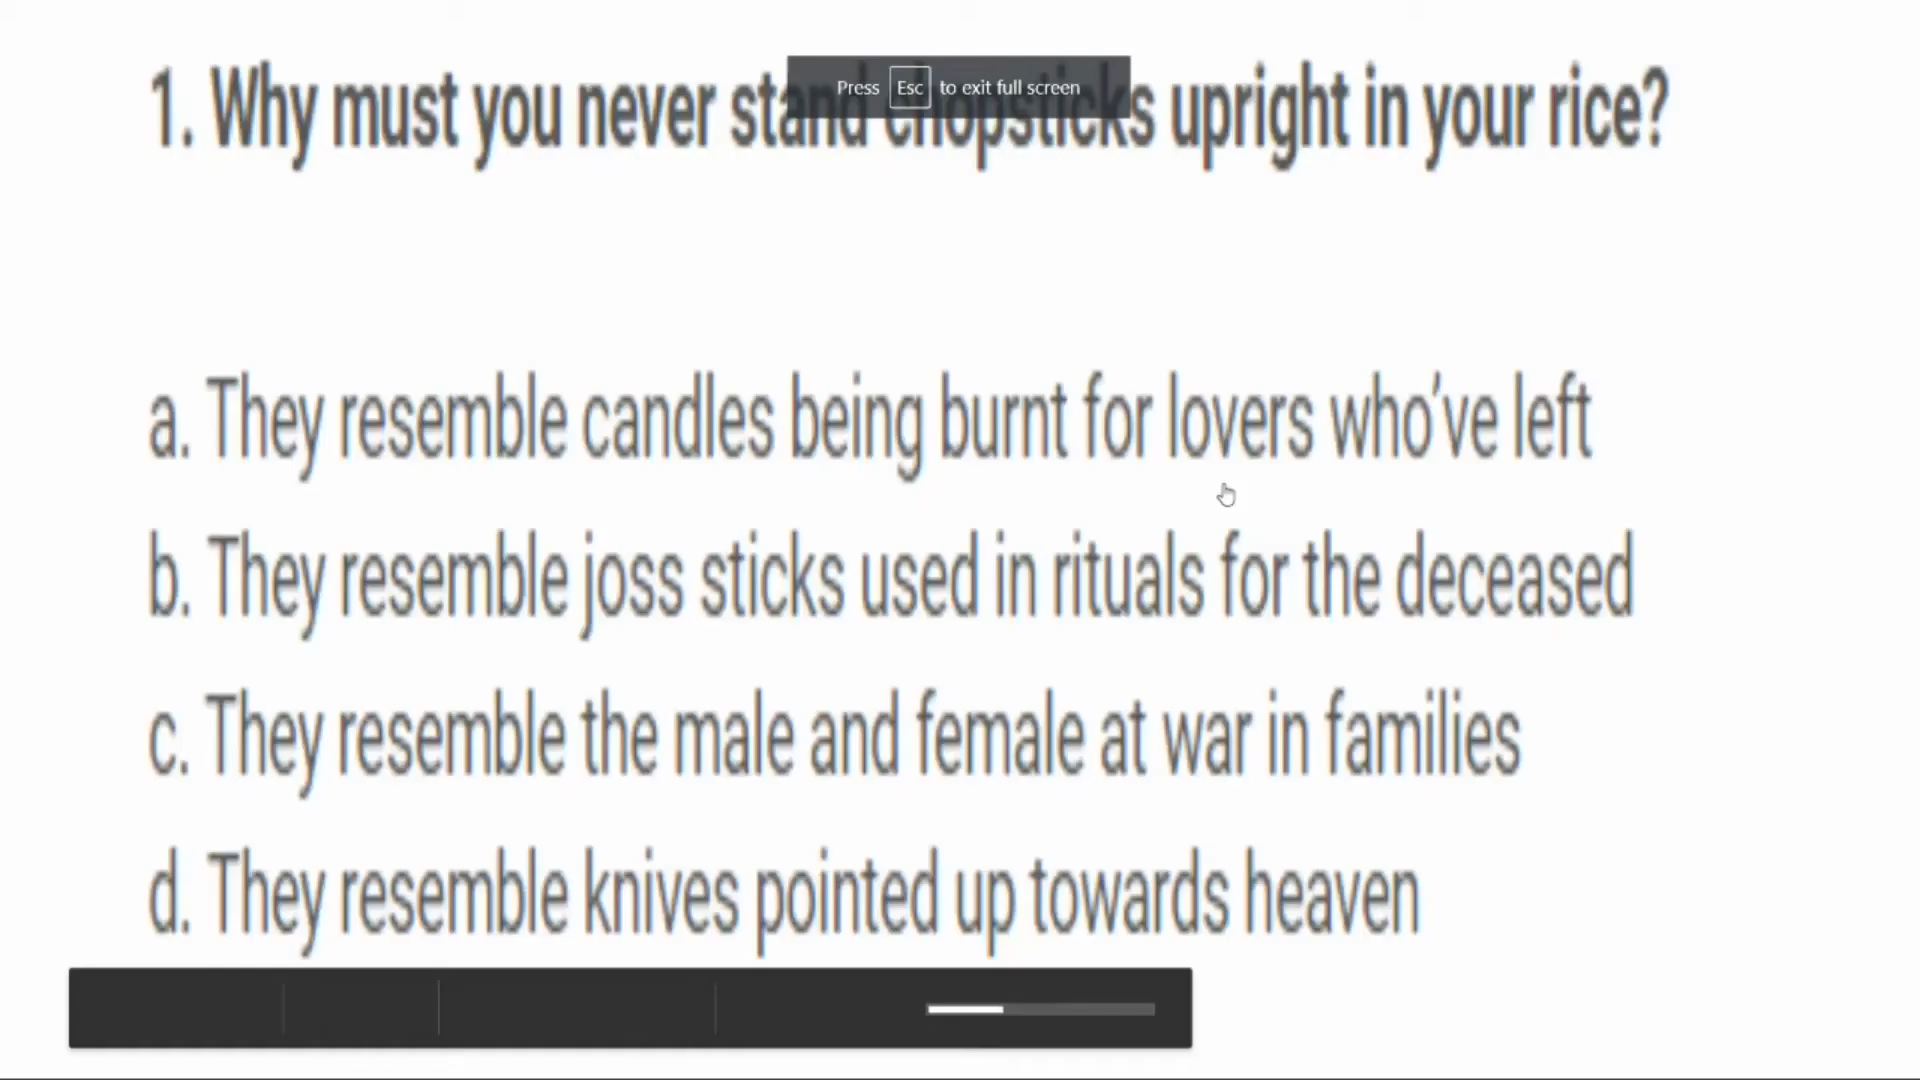 Press Esc to exit full screen
1. Why must you never stand chopsticks upright in your rice?
a. They resemble candles being burnt for lovers who've left
b. They resemble joss sticks used in rituals for the deceased
c. They resemble the male and female at war in families
d. They resemble knives pointed up towards heaven